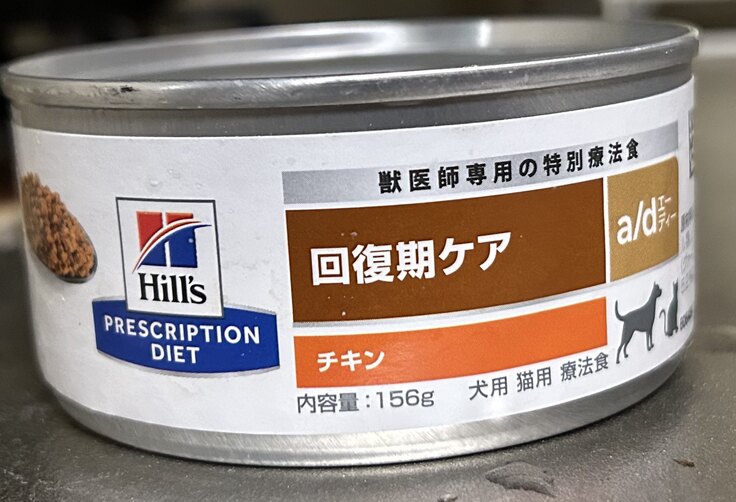 獣医師専用の特別療法食
回復期ケア
a/d エー
ディー
Hill's
PRESCRIPTION
DIET
チキン
内容量:156g
犬用 猫用 療法食